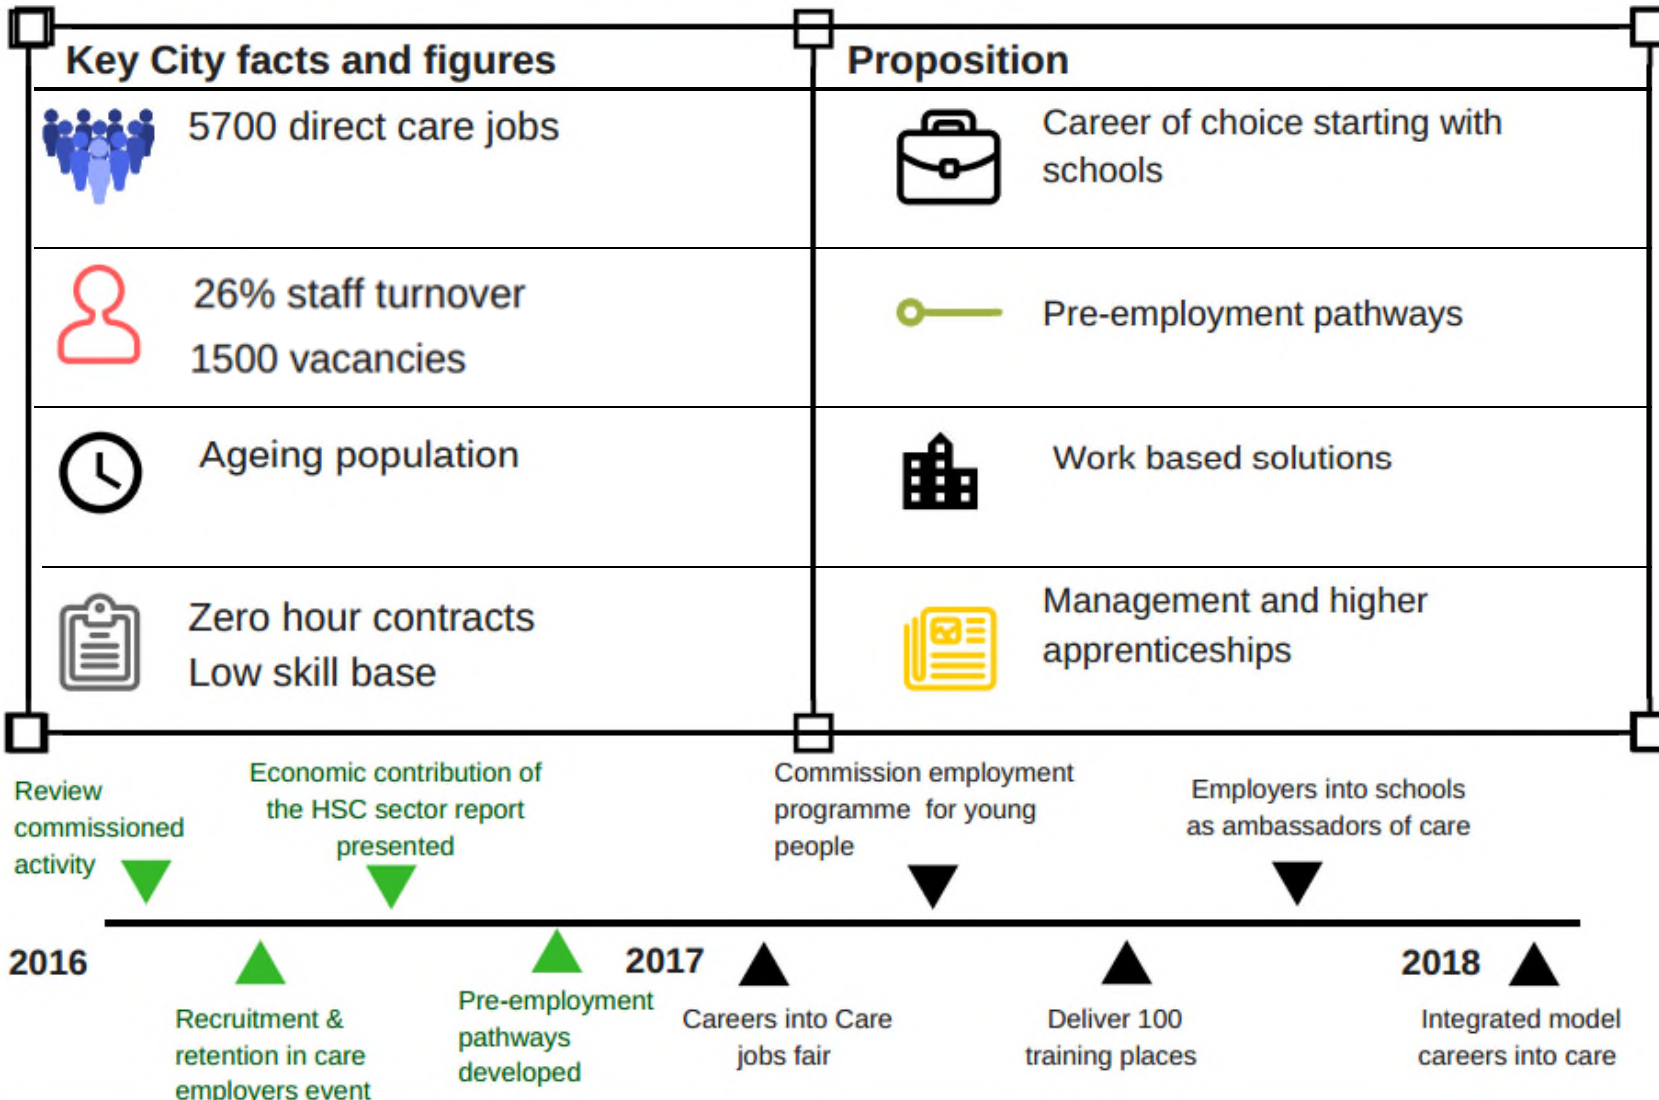 Key City facts and figures
Proposition
5700 direct care jobs
Career of choice starting with
schools
26% staff turnover
1500 vacancies
Pre-employment pathways
Ageing population
Work based solutions
Zero hour contracts
Low skill base
Management and higher
apprenticeships
Review
commissioned
activity
Economic contribution of
the HSC sector report
presented
Commission employment
programme  for young
people
Employers into schools
as ambassadors of care
2016
2017
2018
Recruitment &
retention in care
employers event
Pre-employment
pathways
developed
Careers into Care
jobs fair
Deliver 100
training places
Integrated model
careers into care